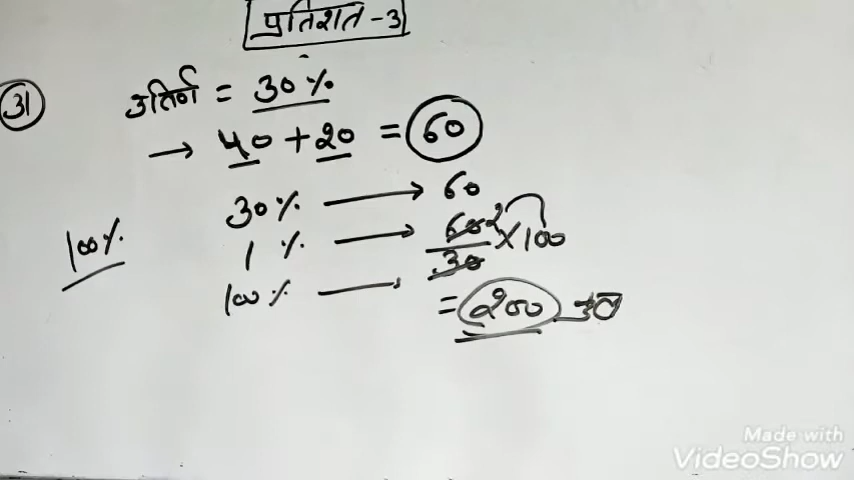 प्रतिशत-3
31
उतिर्ण = 30%
→ 40 + 20 = 60
30% → 60
1% → 60 2 × 100
30
100%
100% →
= 200 उत
Made with
VideoShow